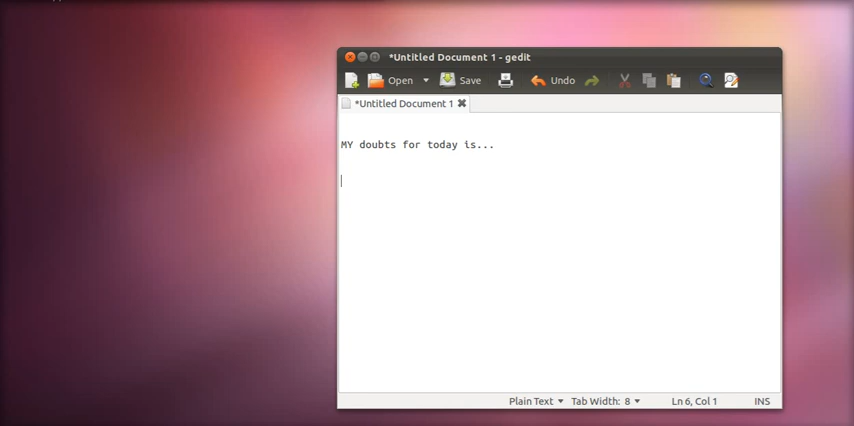 *Untitled Document 1 - gedit
Open Save Undo
*Untitled Document 1
MY doubts for today is...
Plain Text Tab Width: 8 Ln 6, Col 1 INS